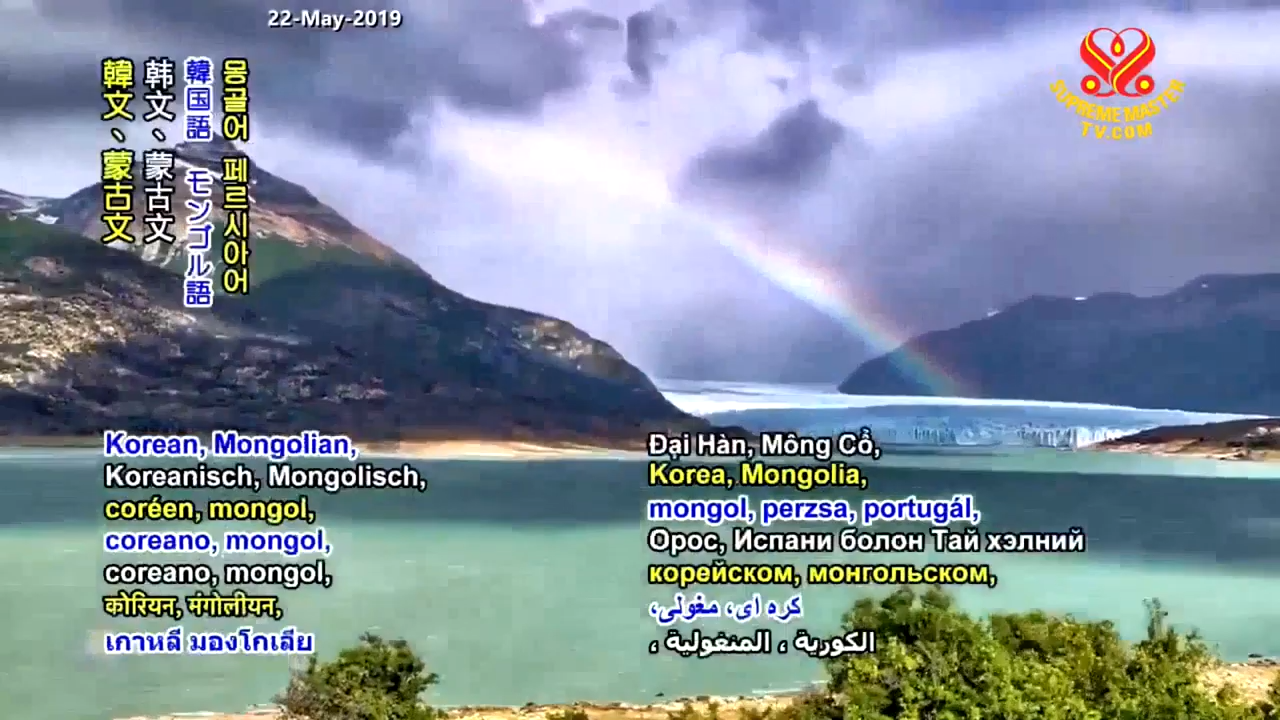 22-May-2019
SUPREME MASTER
TV.COM
韓文、蒙古文
韩文、蒙古文
韓国語 モンゴル語
몽골어 페르시아어
Korean, Mongolian,
Koreanisch, Mongolisch,
coréen, mongol,
coreano, mongol,
coreano, mongol,
कोरियन, मंगोलीयन,
เกาหลี มองโกเลีย
Đại Hàn, Mông Cổ,
Korea, Mongolia,
mongol, perzsa, portugál,
Орос, Испани болон Тай хэлний
корейском, монгольском,
کره ای، مغولی،
الكورية ، المنغولية ،